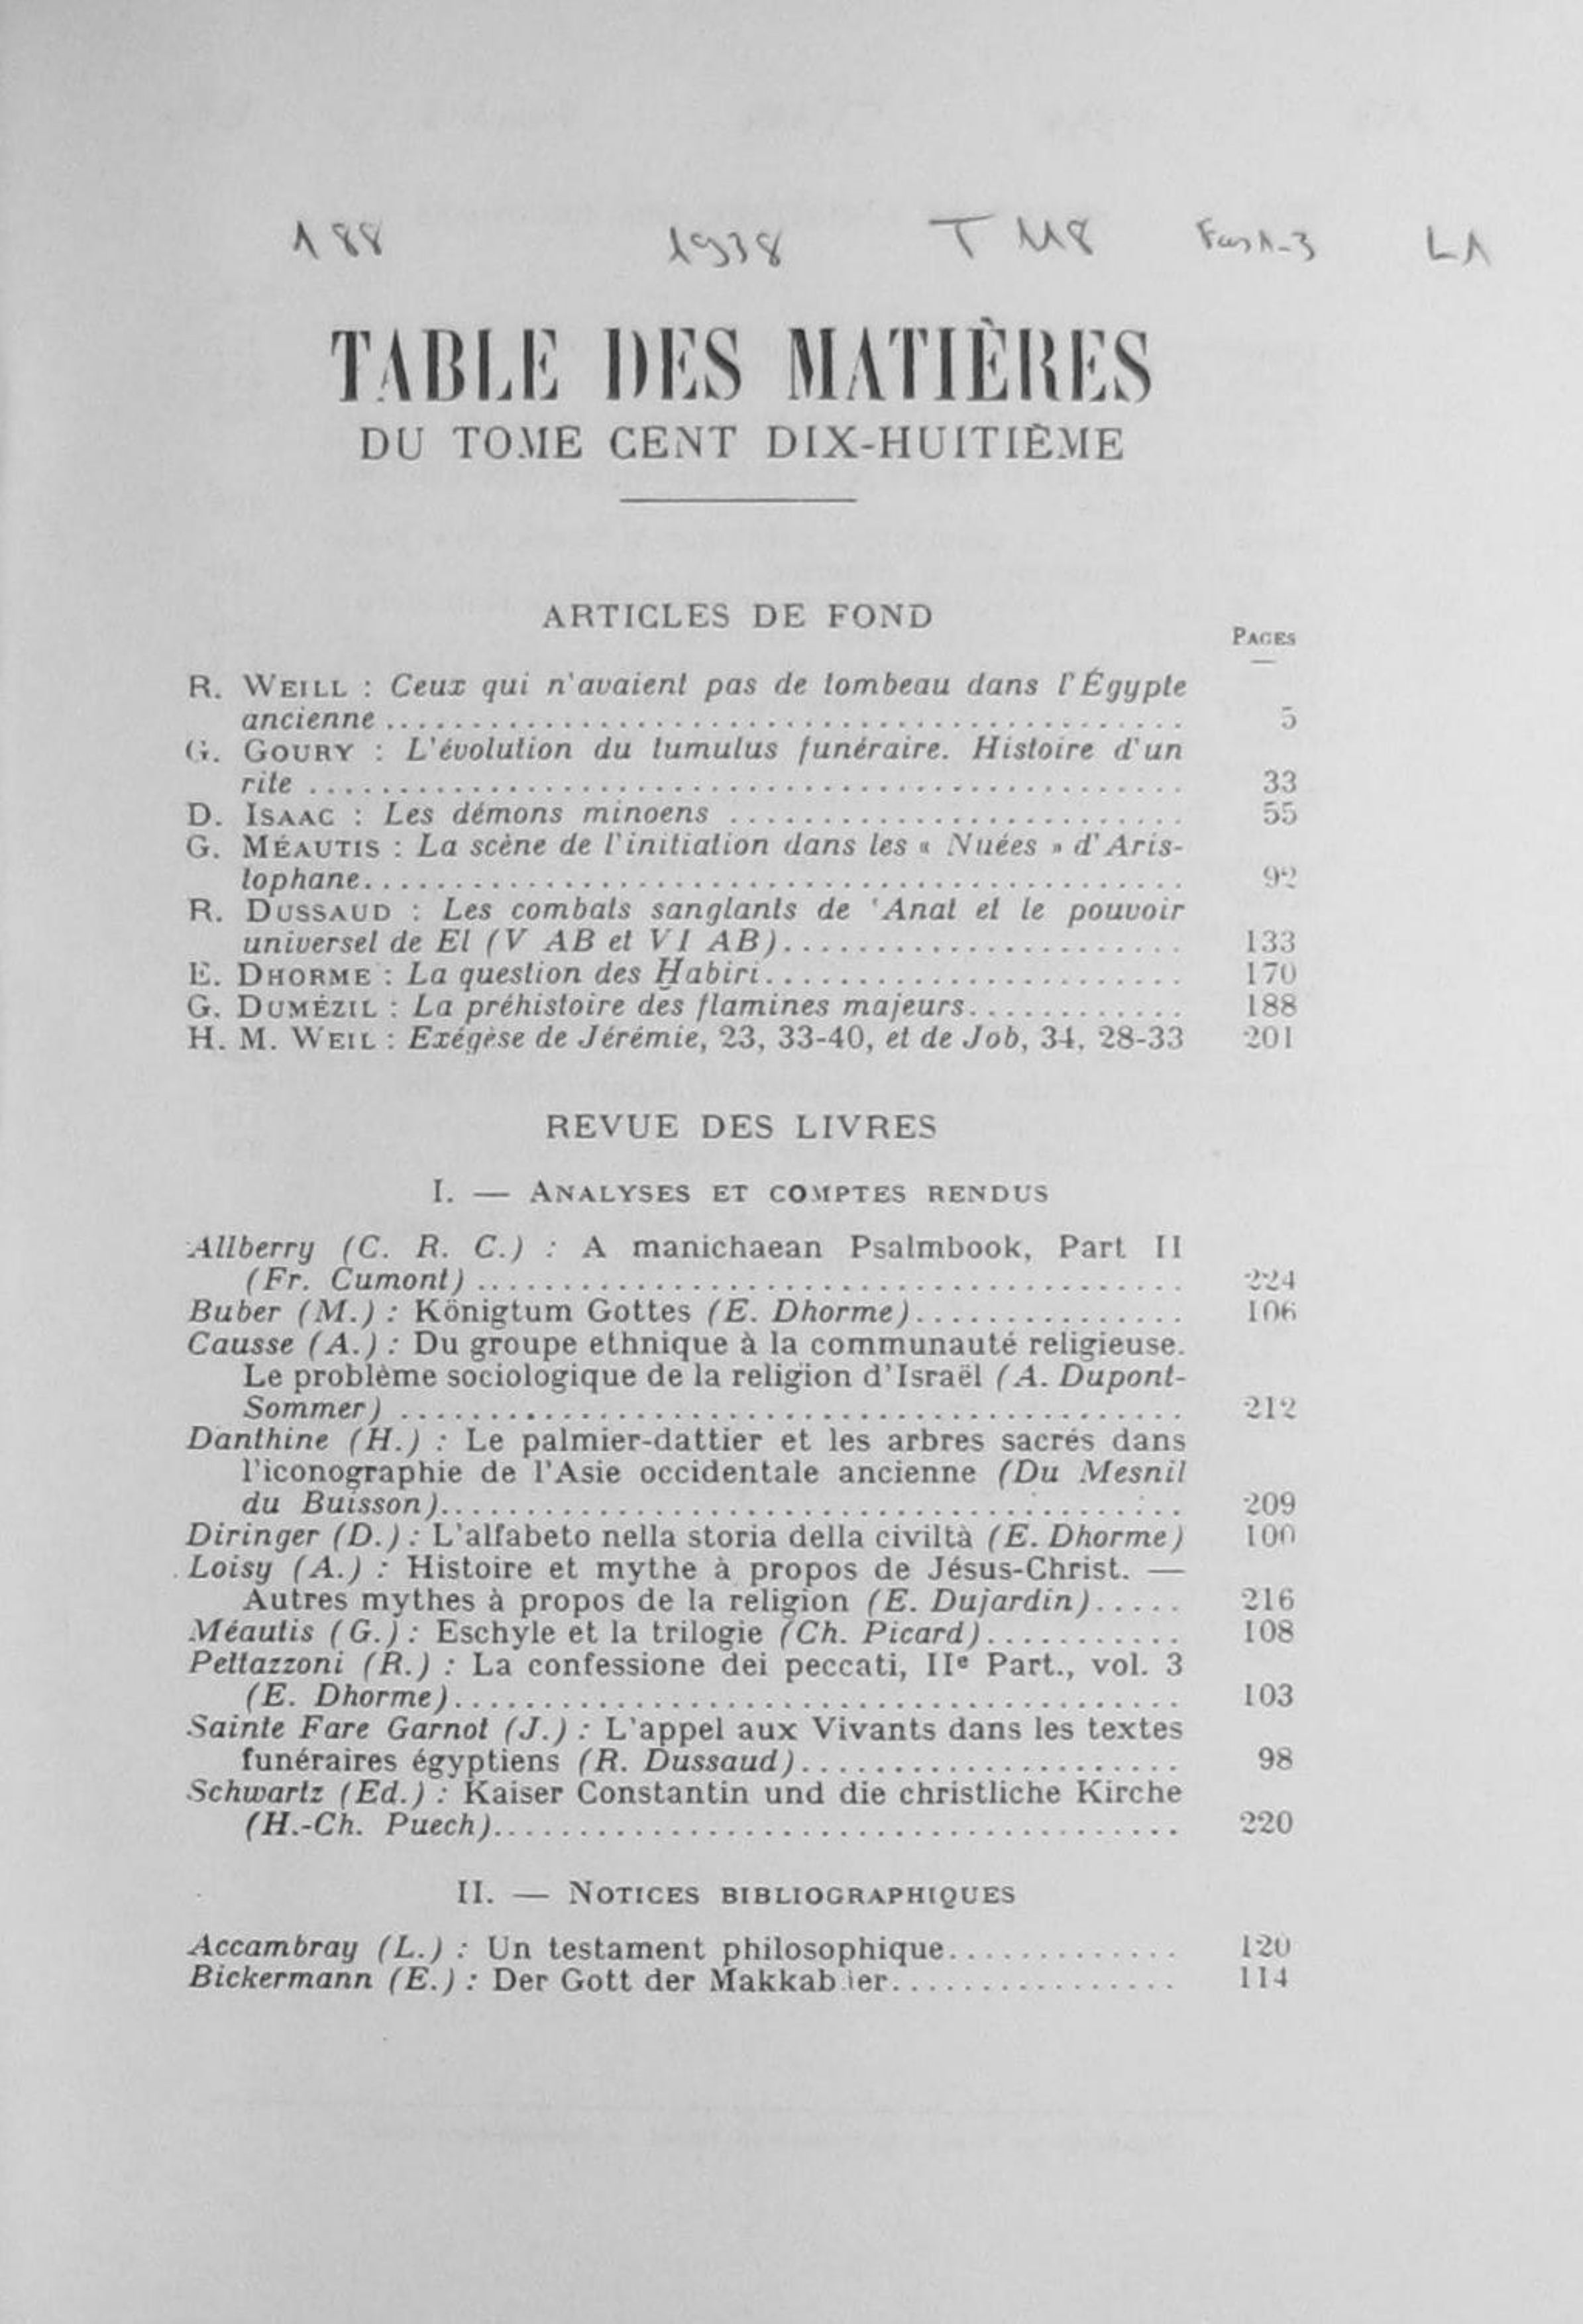 188 1938 T 118 Fas 1-3 L1
TABLE DES MATIÈRES
DU TOME CENT DIX-HUITIÈME
ARTICLES DE FOND
PAGES
R. WEILL : Ceux qui n'avaient pas de tombeau dans l'Égypte
ancienne ........ 5
G. GOURY : L'évolution du tumulus funéraire. Histoire d'un
rite ........ 33
D. ISAAC : Les démons minoens ........ 55
G. MÉAUTIS : La scène de l'initiation dans les « Nuées » d'Aris-
tophane........ 92
R. DUSSAUD : Les combats sanglants de ʿAnat et le pouvoir
universel de El (V AB et VI AB)........ 133
E. DHORME : La question des Ḫabiri........ 170
G. DUMÉZIL : La préhistoire des flamines majeurs........ 188
H. M. WEIL : Exégèse de Jérémie, 23, 33-40, et de Job, 34, 28-33 201
REVUE DES LIVRES
I. — ANALYSES ET COMPTES RENDUS
Allberry (C. R. C.) : A manichaean Psalmbook, Part II
(Fr. Cumont) ........ 224
Buber (M.) : Königtum Gottes (E. Dhorme)........ 106
Causse (A.) : Du groupe ethnique à la communauté religieuse.
Le problème sociologique de la religion d'Israël (A. Dupont-
Sommer) ........ 212
Danthine (H.) : Le palmier-dattier et les arbres sacrés dans
l'iconographie de l'Asie occidentale ancienne (Du Mesnil
du Buisson)........ 209
Diringer (D.) : L'alfabeto nella storia della civiltà (E. Dhorme) 100
Loisy (A.) : Histoire et mythe à propos de Jésus-Christ. —
Autres mythes à propos de la religion (E. Dujardin)..... 216
Méautis (G.) : Eschyle et la trilogie (Ch. Picard)........ 108
Pettazzoni (R.) : La confessione dei peccati, IIe Part., vol. 3
(E. Dhorme)........ 103
Sainte Fare Garnot (J.) : L'appel aux Vivants dans les textes
funéraires égyptiens (R. Dussaud)........ 98
Schwartz (Ed.) : Kaiser Constantin und die christliche Kirche
(H.-Ch. Puech)........ 220
II. — NOTICES BIBLIOGRAPHIQUES
Accambray (L.) : Un testament philosophique........ 120
Bickermann (E.) : Der Gott der Makkab ier........ 114